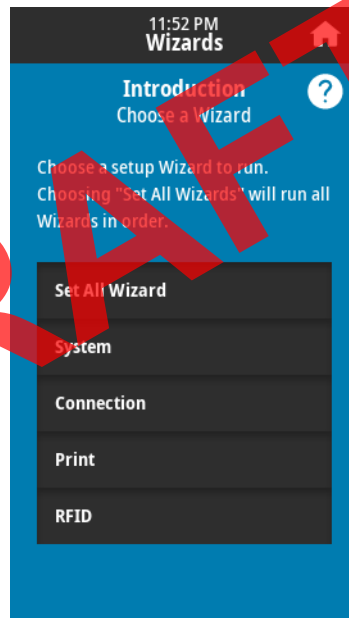 11:52 PM
Wizards
Introduction
Choose a Wizard
Choose a setup Wizard to run.
Choosing "Set All Wizards" will run all
Wizards in order.
Set All Wizard
System
Connection
Print
RFID
?